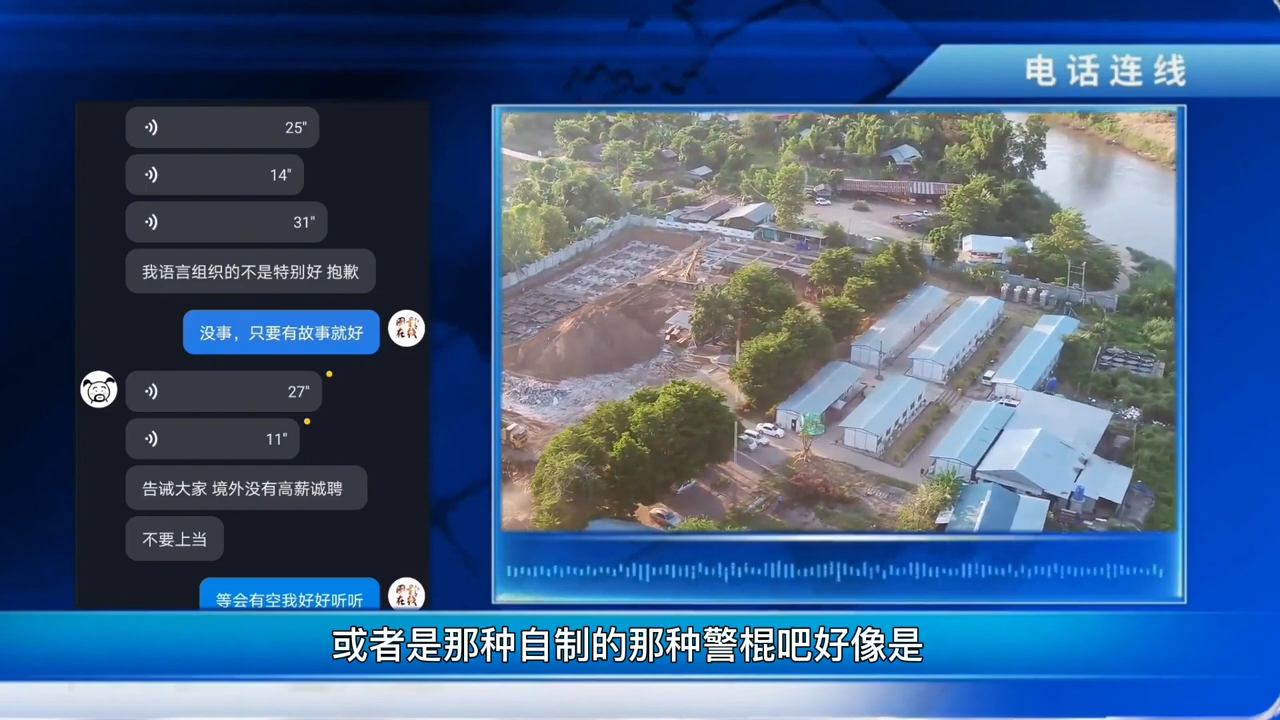 电话连线
25"
14"
31"
我语言组织的不是特别好 抱歉
没事，只要有故事就好
27"
11"
告诫大家 境外没有高薪诚聘
不要上当
等会有空我好好听听
或者是那种自制的那种警棍吧好像是